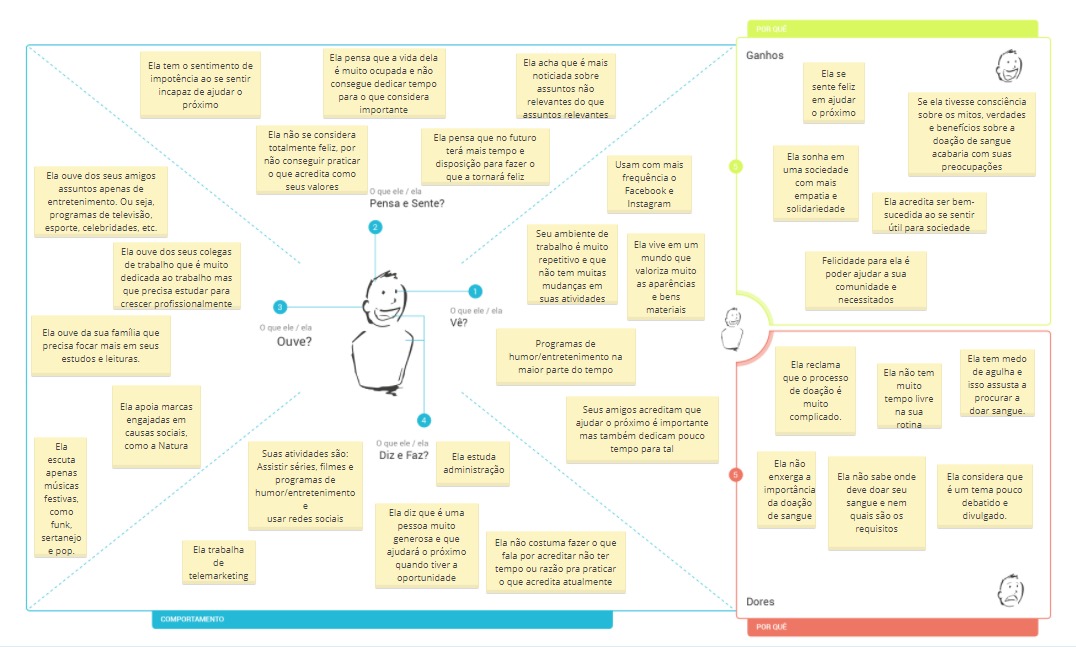 POR QUÊ
Ganhos
Ela tem o sentimento de
impotência ao se sentir
incapaz de ajudar o
próximo
Ela pensa que a vida dela
é muito ocupada e não
consegue dedicar tempo
para o que considera
importante
Ela acha que é mais
noticiada sobre
assuntos não
relevantes do que
assuntos relevantes
Ela não se considera
totalmente feliz, por
não conseguir praticar
o que acredita como
seus valores
Ela pensa que no futuro
terá mais tempo e
disposição para fazer o
que a tornará feliz
O que ele / ela
Pensa e Sente?
2
Ela ouve dos seus amigos
assuntos apenas de
entretenimento. Ou seja,
programas de televisão,
esporte, celebridades, etc.
Ela ouve dos seus colegas
de trabalho que é muito
dedicada ao trabalho mas
que precisa estudar para
crescer profissionalmente
Ela ouve da sua família que
precisa focar mais em seus
estudos e leituras.
3
O que ele / ela
Ouve?
Ela apoia marcas
engajadas em
causas sociais,
como a Natura
Ela
escuta
apenas
músicas
festivas,
como
funk,
sertanejo
e pop.
Usam com mais
frequência o
Facebook e
Instagram
Seu ambiente de
trabalho é muito
repetitivo e que
não tem muitas
mudanças em
suas atividades
Ela vive em um
mundo que
valoriza muito
as aparências
e bens
materiais
1
O que ele / ela
Vê?
Programas de
humor/entretenimento na
maior parte do tempo
Seus amigos acreditam que
ajudar o próximo é importante
mas também dedicam pouco
tempo para tal
4
O que ele / ela
Diz e Faz?
Suas atividades são:
Assistir séries, filmes e
programas de
humor/entretenimento
e
usar redes sociais
Ela estuda
administração
Ela trabalha
de
telemarketing
Ela diz que é uma
pessoa muito
generosa e que
ajudará o próximo
quando tiver a
oportunidade
Ela não costuma fazer o que
fala por acreditar não ter
tempo ou razão pra praticar
o que acredita atualmente
COMPORTAMENTO
Ela se
sente feliz
em ajudar
o próximo
Se ela tivesse consciência
sobre os mitos, verdades
e benefícios sobre a
doação de sangue
acabaria com suas
preocupações
Ela sonha em
uma sociedade
com mais
empatia e
solidariedade
Ela acredita ser bem-
sucedida ao se sentir
útil para sociedade
Felicidade para ela é
poder ajudar a sua
comunidade e
necessitados
Ela reclama
que o processo
de doação é
muito
complicado.
Ela não tem
muito
tempo livre
na sua
rotina
Ela tem medo
de agulha e
isso assusta a
procurar a
doar sangue.
5
Ela não
enxerga a
importância
da doação
de sangue
Ela não sabe onde
deve doar seu
sangue e nem
quais são os
requisitos
Ela considera que
é um tema pouco
debatido e
divulgado.
Dores
POR QUÊ